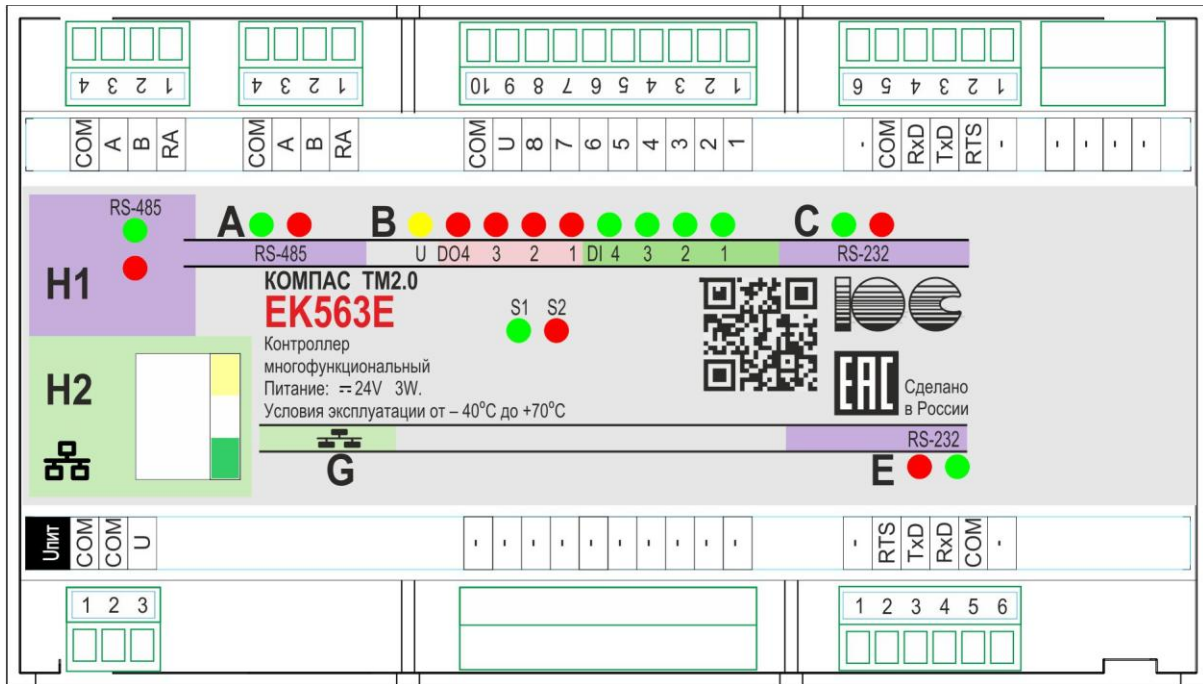 4 3 2 1 4 3 2 1 10 9 8 7 6 5 4 3 2 1 6 5 4 3 2 1
COM A B RA COM A B RA COM U 8 7 6 5 4 3 2 1 - COM RxD TxD RTS - - - - -
RS-485 A B C
RS-485 U DO4 3 2 1 DI 4 3 2 1 RS-232
H1
КОМПАС ТМ2.0
EK563E
S1 S2
Контроллер
многофункциональный
Питание: ⎓24V 3W.
Условия эксплуатации от – 40°С до +70°С
H2
EAC
Сделано
в России
RS-232
G E
Uпит COM COM U - - - - - - - - - - RTS TxD RxD COM -
1 2 3 1 2 3 4 5 6